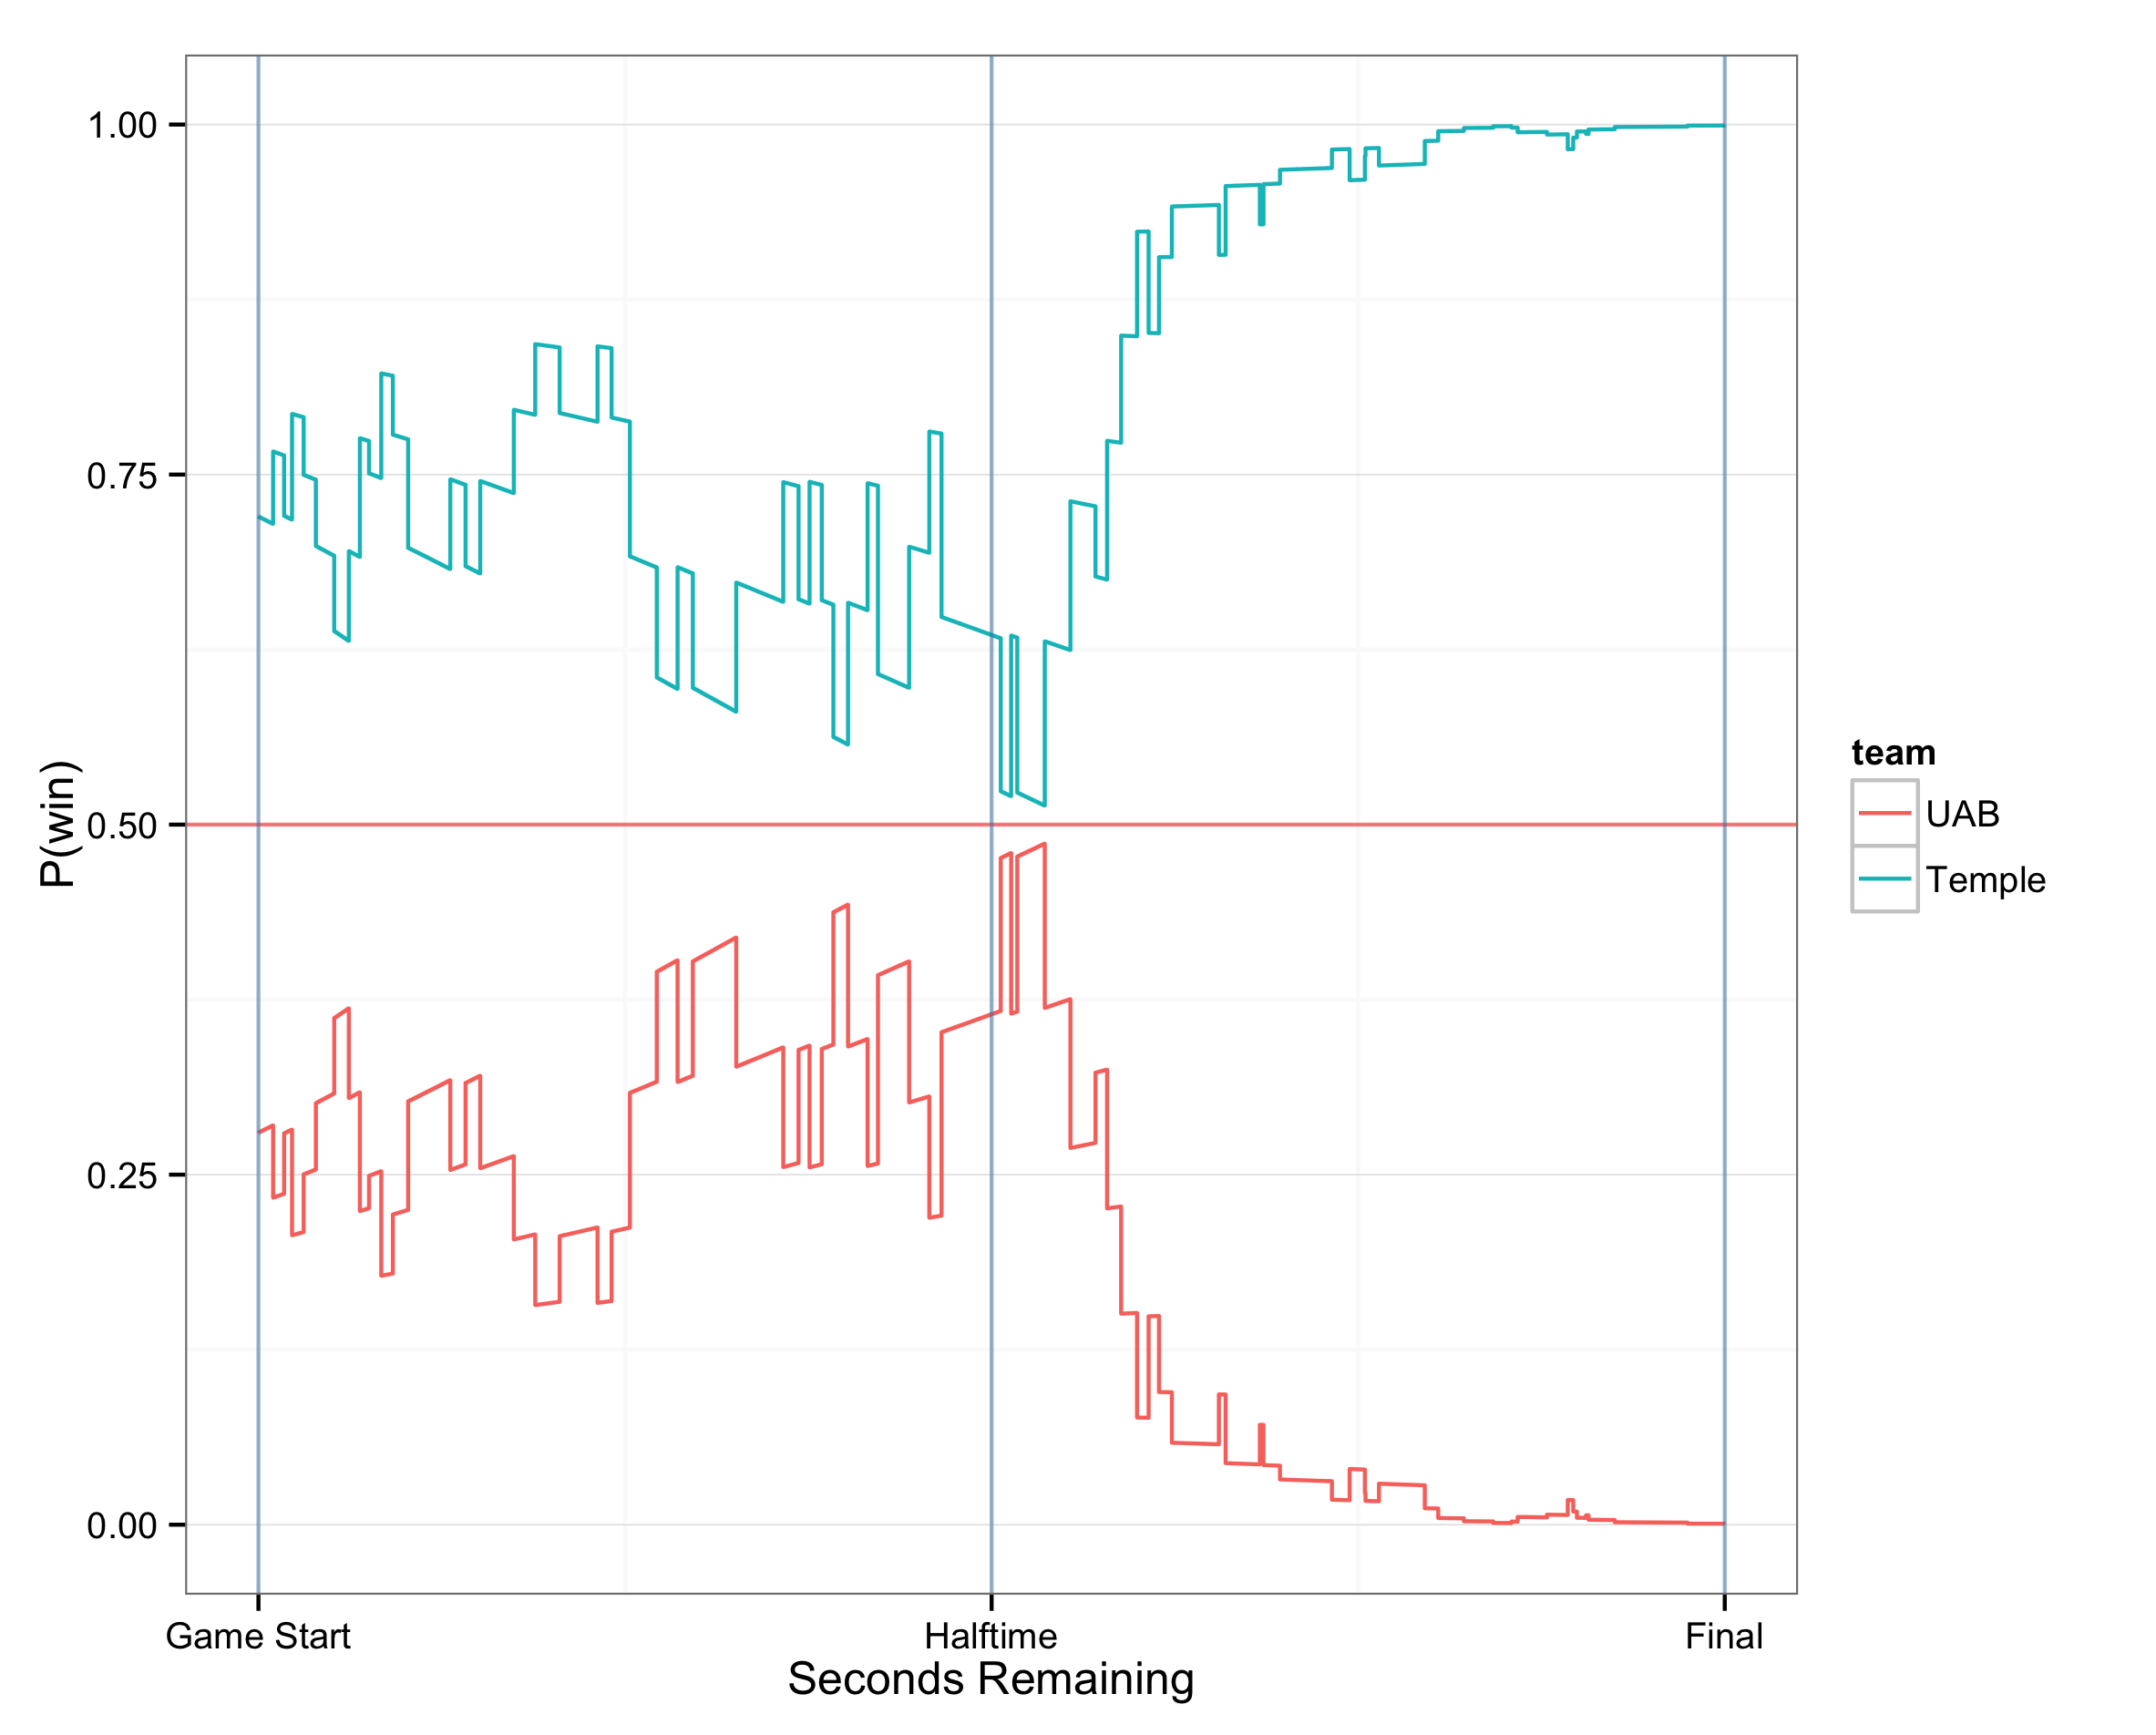 1.00
0.75
0.50
0.25
0.00
P(win)
Game Start
Halftime
Final
Seconds Remaining
team
UAB
Temple